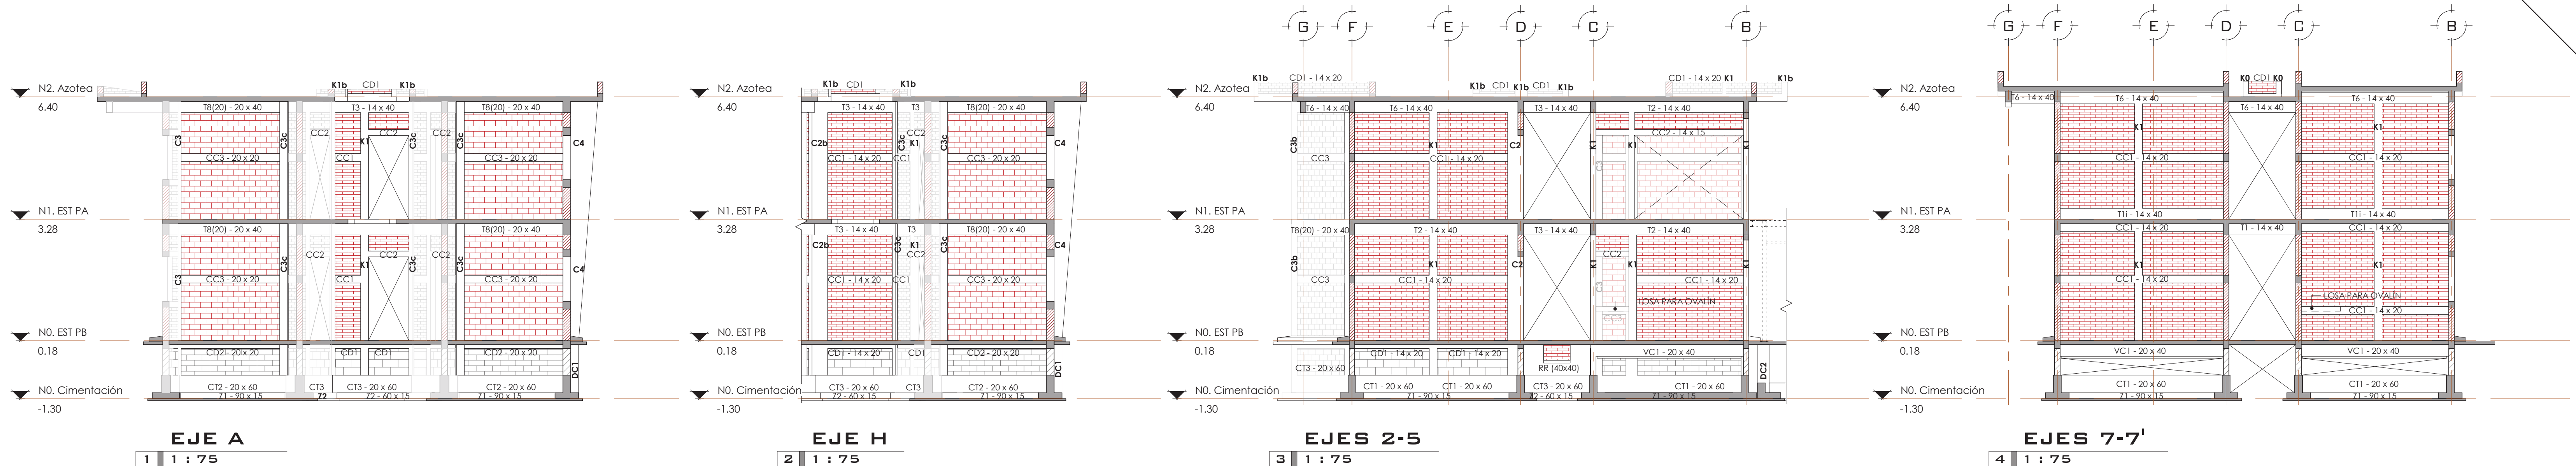 N2. Azotea
6.40
N1. EST PA
3.28
N0. EST PB
0.18
N0. Cimentación
-1.30
K1b CD1 K1b
T8(20) - 20 x 40 T3 - 14 x 40 T8(20) - 20 x 40
C3 C3c CC2 K1 CC2 C3c CC2 C3c C4
CC3 - 20 x 20 CC1 CC3 - 20 x 20
T8(20) - 20 x 40 T3 - 14 x 40 T8(20) - 20 x 40
C3 C3c CC2 K1 CC2 C3c CC2 C3c C4
C4
CC3 - 20 x 20 CC1 CC3 - 20 x 20
CD2 - 20 x 20 CD1 CD1 CD2 - 20 x 20
DC1
CT2 - 20 x 60 CT3 CT3 - 20 x 60 CT2 - 20 x 60
Z1 - 90 x 15 Z2 Z2 - 60 x 15 Z1 - 90 x 15
EJE A
1 1 : 75
N2. Azotea
6.40
N1. EST PA
3.28
N0. EST PB
0.18
N0. Cimentación
-1.30
K1b CD1 K1b
T3 - 14 x 40 T3 T8(20) - 20 x 40
C2b C3c CC2 K1 C3c C4
CC1 - 14 x 20 CC1 CC3 - 20 x 20
T3 - 14 x 40 T3 T8(20) - 20 x 40
C2b C3c K1 CC2 C3c C4
CC1 - 14 x 20 CC1 CC3 - 20 x 20
CD1 - 14 x 20 CD1 CD2 - 20 x 20
DC1
CT3 - 20 x 60 CT3 CT2 - 20 x 60
Z2 - 60 x 15 Z1 - 90 x 15
EJE H
2 1 : 75
G F E D C B
N2. Azotea
6.40
N1. EST PA
3.28
N0. EST PB
0.18
N0. Cimentación
-1.30
K1b CD1 - 14 x 20 K1b CD1 K1b CD1 K1b CD1 - 14 x 20 K1 K1b
T6 - 14 x 40 T6 - 14 x 40 T3 - 14 x 40 T2 - 14 x 40
CC2 - 14 x 15
C3b K1 C2 K1 K1 K1
CC3 CC1 - 14 x 20
T8(20) - 20 x 40 T2 - 14 x 40 T3 - 14 x 40 T2 - 14 x 40
CC2
C3b K1 C2 K1 K1 K1
CC3 CC1 - 14 x 20 CC1 - 14 x 20
LOSA PARA OVALÍN
CC3
CD1 - 14 x 20 CD1 - 14 x 20 VC1 - 20 x 40
CT3 - 20 x 60 RR (40x40) DC2
CT1 - 20 x 60 CT1 - 20 x 60 CT3 - 20 x 60 CT1 - 20 x 60
Z1 - 90 x 15 Z2 - 60 x 15 Z1 - 90 x 15
EJES 2-5
3 1 : 75
G F E D C B
N2. Azotea
6.40
N1. EST PA
3.28
N0. EST PB
0.18
N0. Cimentación
-1.30
K0 CD1 K0
T6 - 14 x 40 T6 - 14 x 40 T6 - 14 x 40 T6 - 14 x 40
K1 K1
CC1 - 14 x 20 CC1 - 14 x 20
T1i - 14 x 40 T1i - 14 x 40
CC1 - 14 x 20 T1 - 14 x 40 CC1 - 14 x 20
K1 K1
CC1 - 14 x 20 CC1 - 14 x 20
LOSA PARA OVALÍN
CC1 - 14 x 20
VC1 - 20 x 40 VC1 - 20 x 40
CT1 - 20 x 60 CT1 - 20 x 60
Z1 - 90 x 15 Z1 - 90 x 15
EJES 7-7'
4 1 : 75